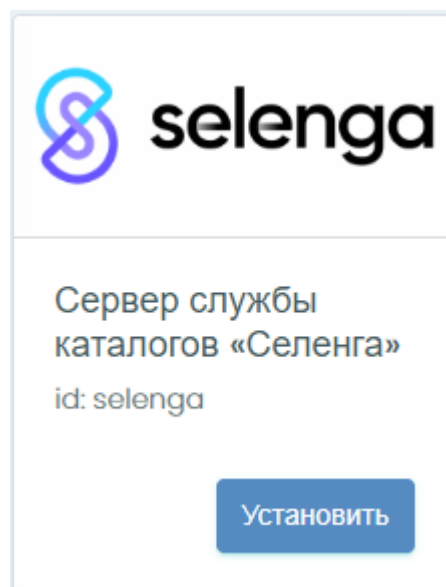 selenga
Сервер службы
каталогов «Селенга»
id: selenga
Установить